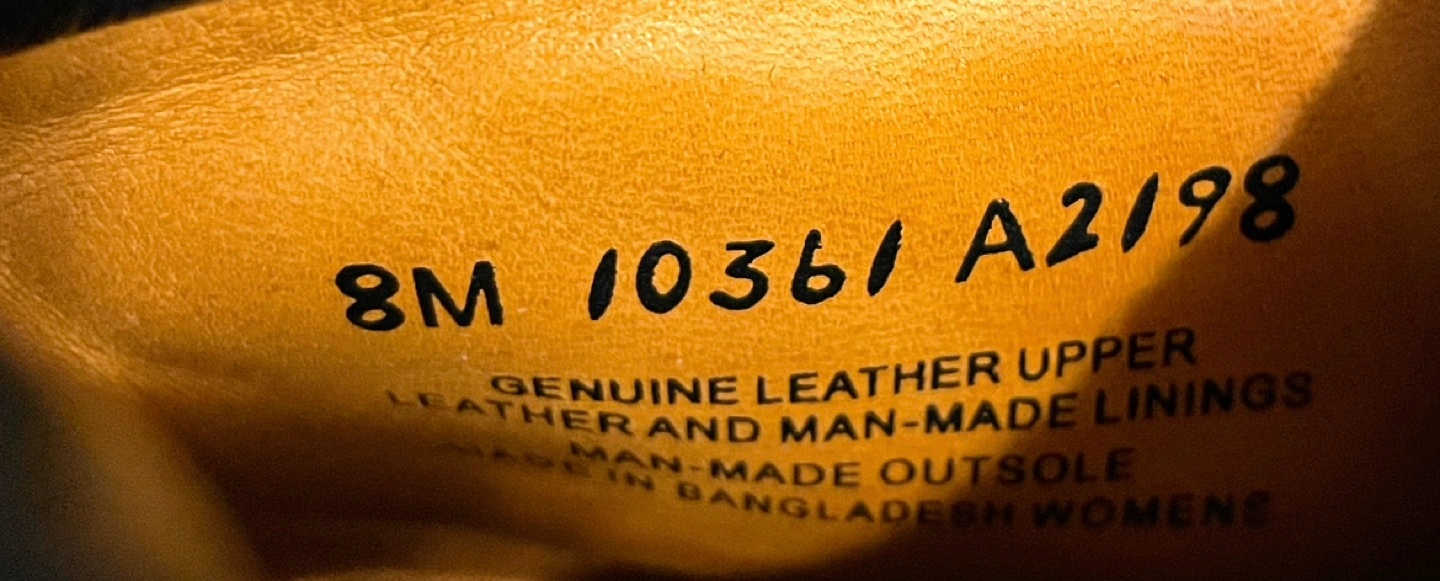 8M 10361 A2198
GENUINE LEATHER UPPER
LEATHER AND MAN-MADE LININGS
MAN-MADE OUTSOLE
MADE IN BANGLADESH WOMENS